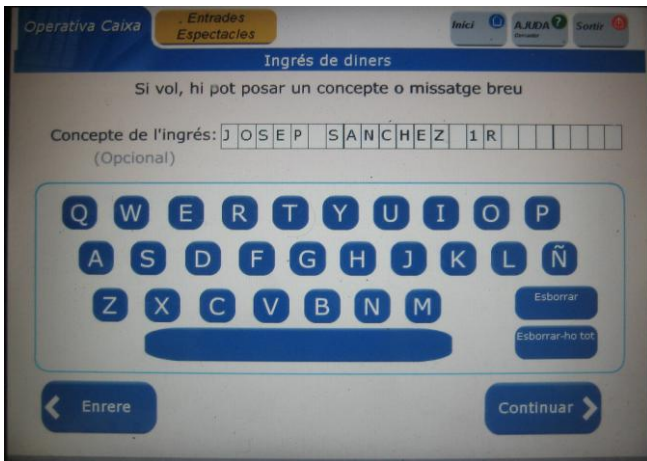 Operativa Caixa
. Entrades
Espectacles
Inici
AJUDA?
Sortir
Ingrés de diners
Si vol, hi pot posar un concepte o missatge breu
Concepte de l'ingrés: JOSEP SANCHEZ 1R
(Opcional)
Q W E R T Y U I O P
A S D F G H J K L Ñ
Z X C V B N M
Esborrar
Esborrar-ho tot
Enrere
Continuar